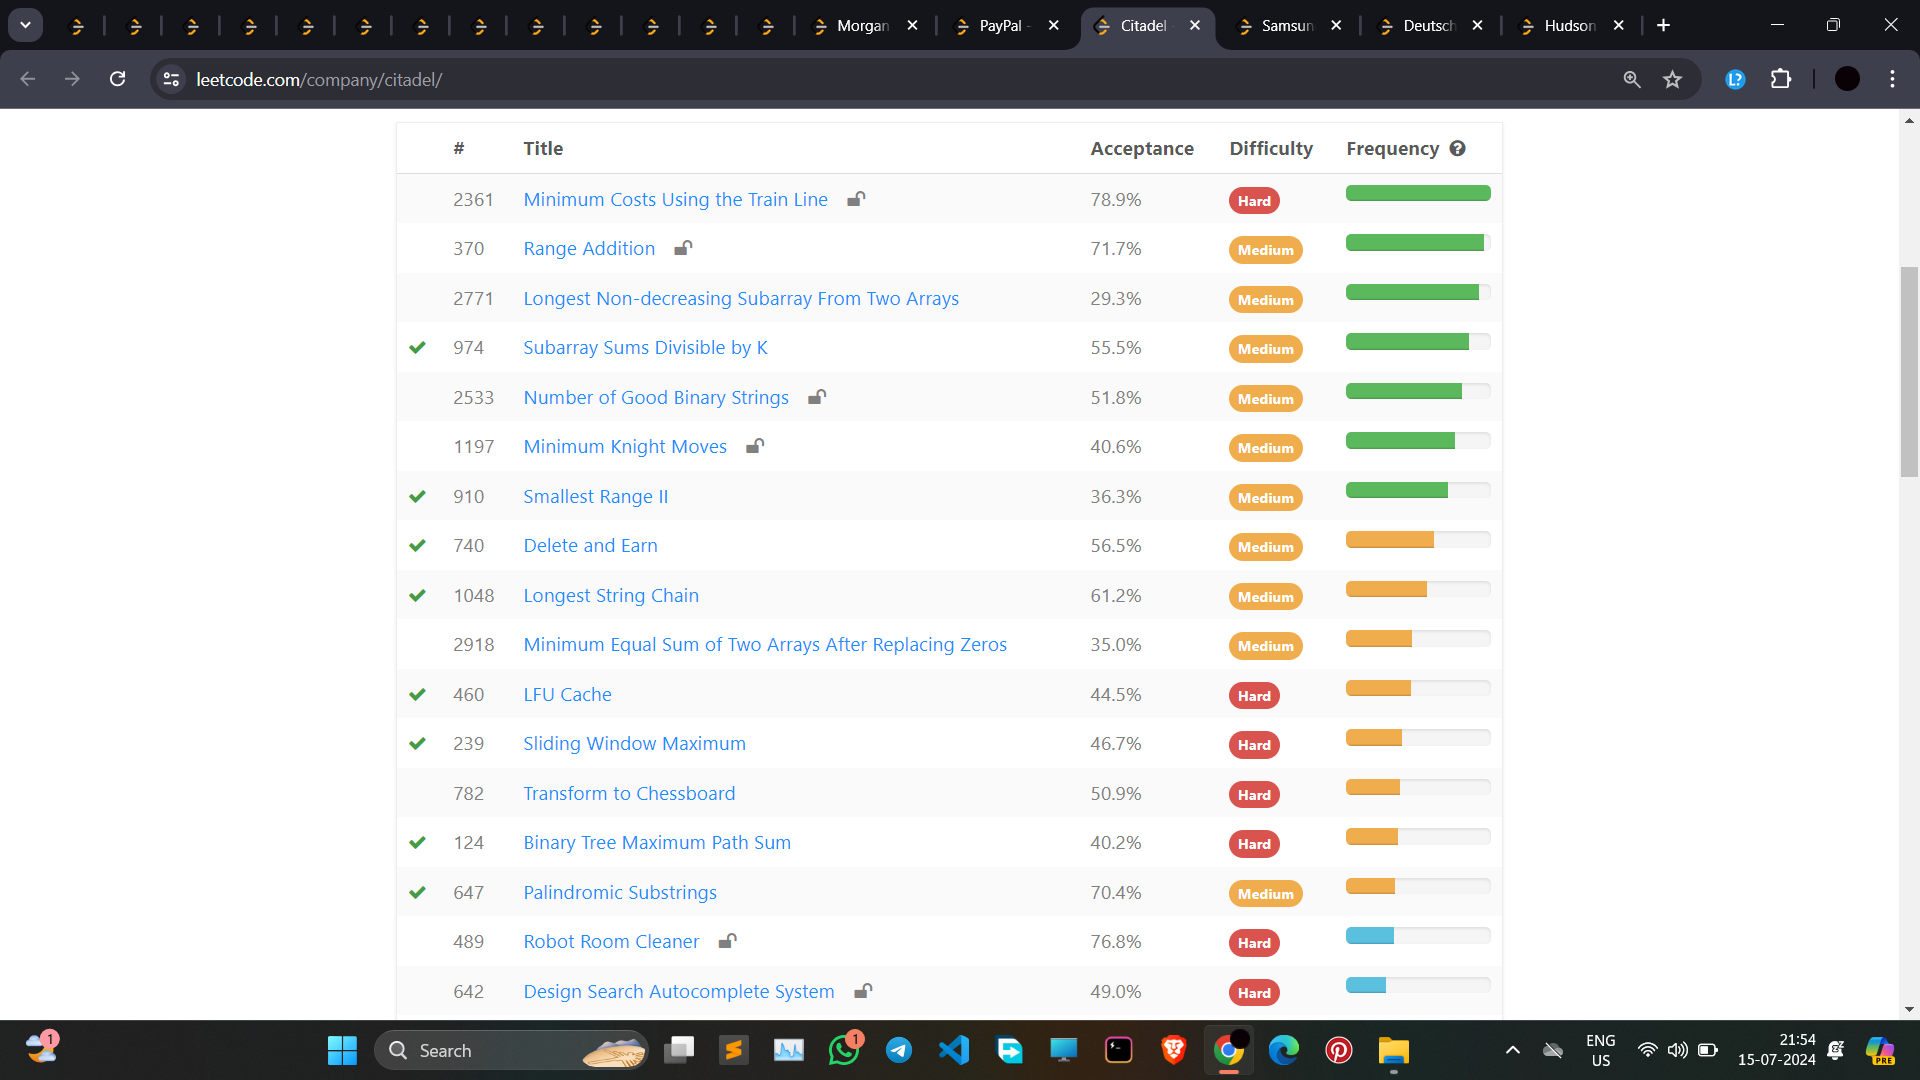 Morgan
PayPal -
Citadel
Samsun
Deutsch
Hudson
leetcode.com/company/citadel/
L?
# Title Acceptance Difficulty Frequency ?
2361 Minimum Costs Using the Train Line 78.9% Hard
370 Range Addition 71.7% Medium
2771 Longest Non-decreasing Subarray From Two Arrays 29.3% Medium
974 Subarray Sums Divisible by K 55.5% Medium
2533 Number of Good Binary Strings 51.8% Medium
1197 Minimum Knight Moves 40.6% Medium
910 Smallest Range II 36.3% Medium
740 Delete and Earn 56.5% Medium
1048 Longest String Chain 61.2% Medium
2918 Minimum Equal Sum of Two Arrays After Replacing Zeros 35.0% Medium
460 LFU Cache 44.5% Hard
239 Sliding Window Maximum 46.7% Hard
782 Transform to Chessboard 50.9% Hard
124 Binary Tree Maximum Path Sum 40.2% Hard
647 Palindromic Substrings 70.4% Medium
489 Robot Room Cleaner 76.8% Hard
642 Design Search Autocomplete System 49.0% Hard
1
Search
1
ENG
US
21:54
15-07-2024
PRE